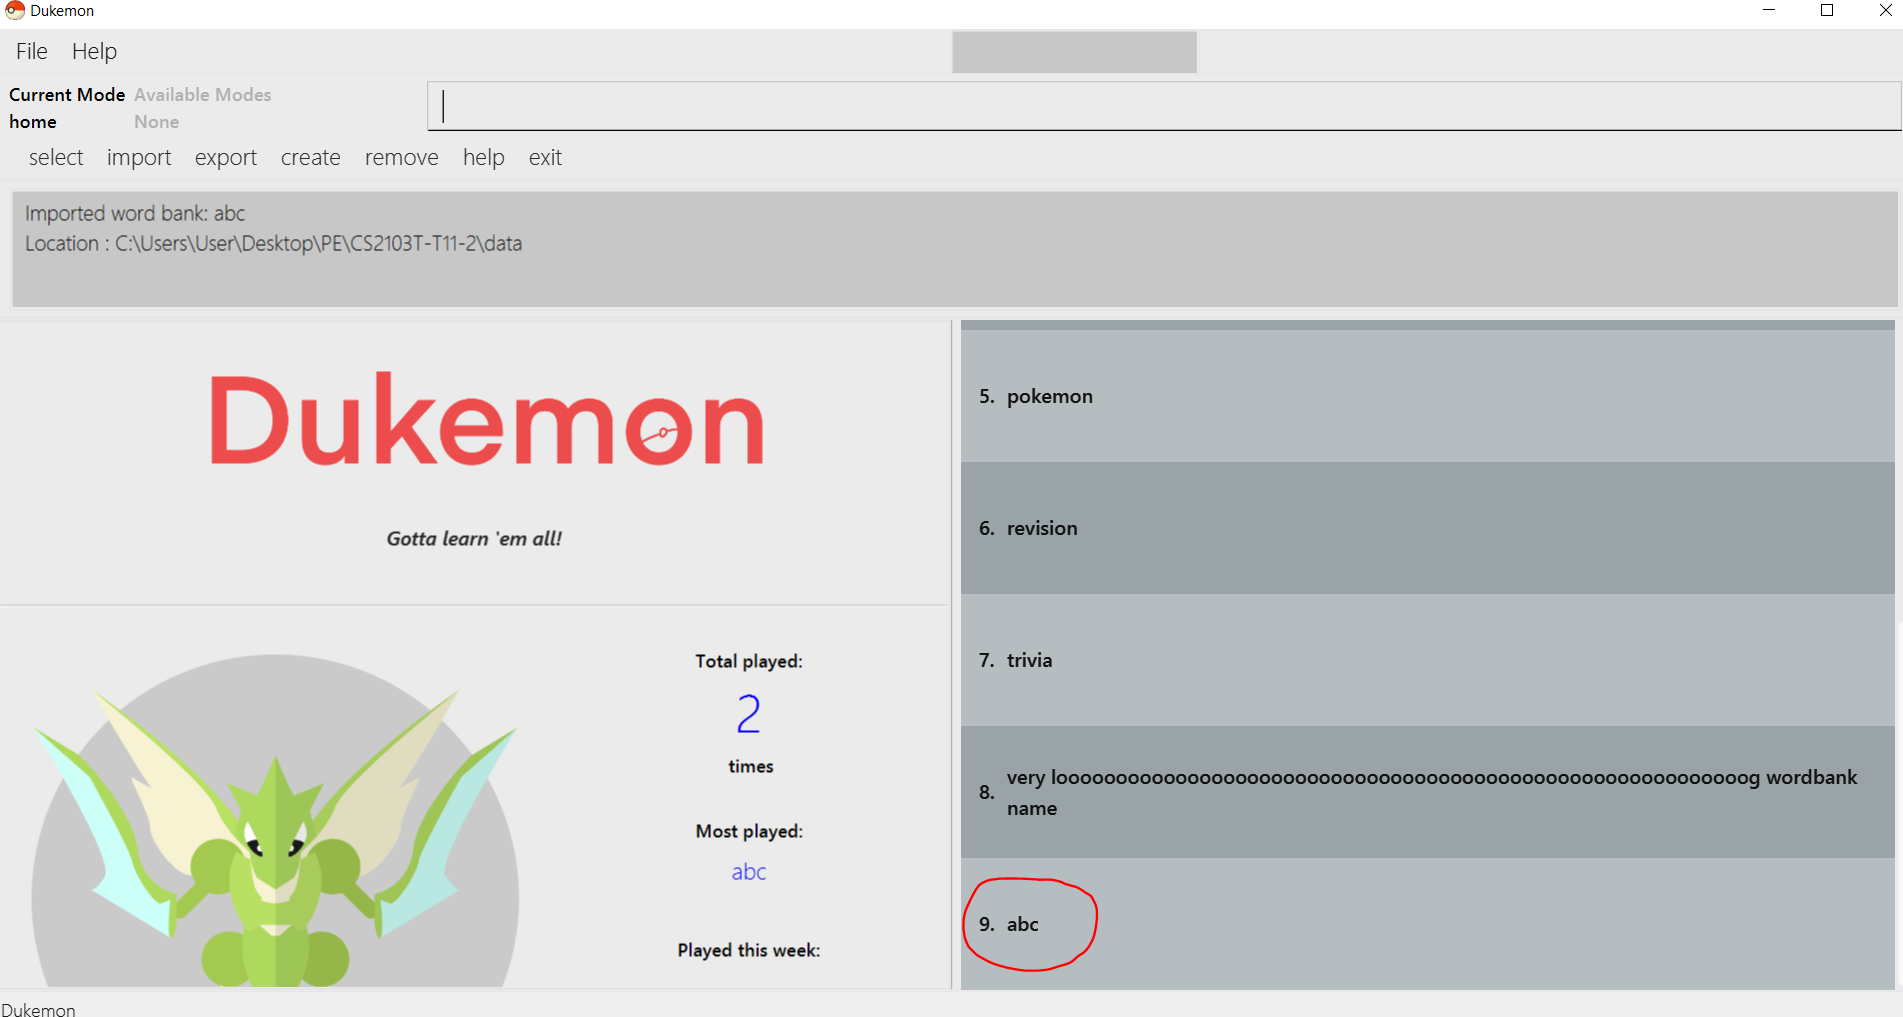 Dukemon
File Help
Current Mode Available Modes
home None
select import export create remove help exit
Imported word bank: abc
Location : C:\Users\User\Desktop\PE\CS2103T-T11-2\data
Dukemon
Gotta learn 'em all!
Total played:
2
times
Most played:
abc
Played this week:
5. pokemon
6. revision
7. trivia
8. very looooooooooooooooooooooooooooooooooooooooooooooooooooooooooog wordbank
name
9. abc
Dukemon